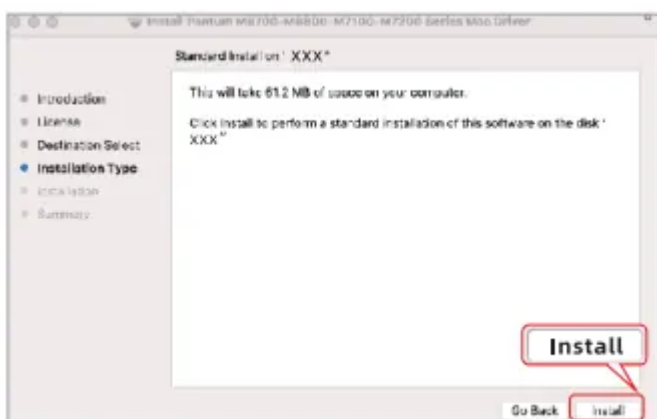 Install Pantum M6700-M6800-M7100-M7200 Series Mac Driver
Standard Install on " XXX "
This will take 61.2 MB of space on your computer.
Click Install to perform a standard installation of this software on the disk "
XXX "
Introduction
License
Destination Select
Installation Type
Installation
Summary
Install
Go Back
Install